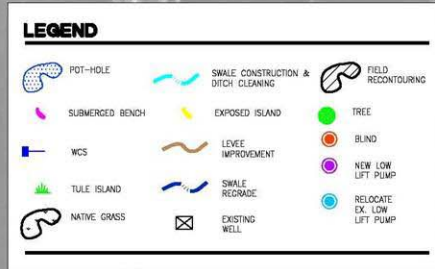 LEGEND
POT-HOLE
SUBMERGED BENCH
WCS
TULE ISLAND
NATIVE GRASS
SWALE CONSTRUCTION &
DITCH CLEANING
EXPOSED ISLAND
LEVEE
IMPROVEMENT
SWALE
REGRADE
EXISTING
WELL
FIELD
RECONTOURING
TREE
BLIND
NEW LOW
LIFT PUMP
RELOCATE
EX. LOW
LIFT PUMP